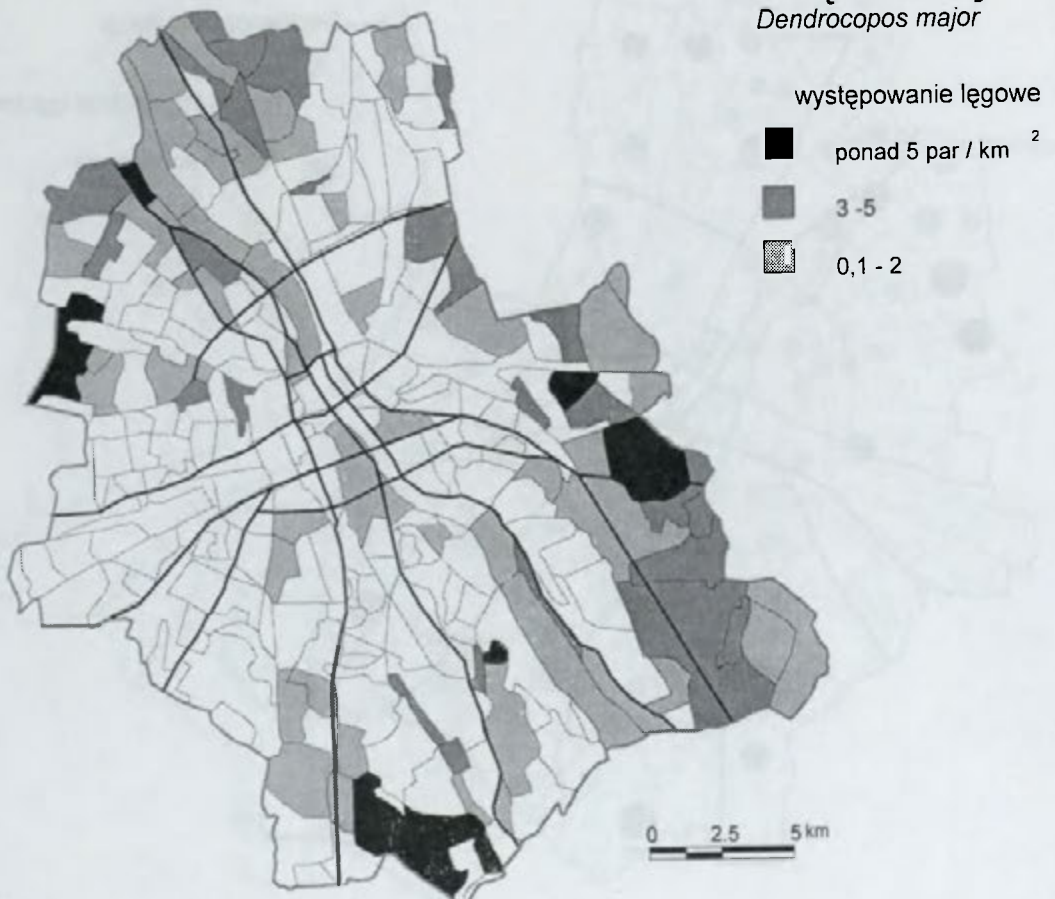 Dendrocopos major
występowanie lęgowe
ponad 5 par / km 2
3 -5
0,1 - 2
0 2.5 5 km